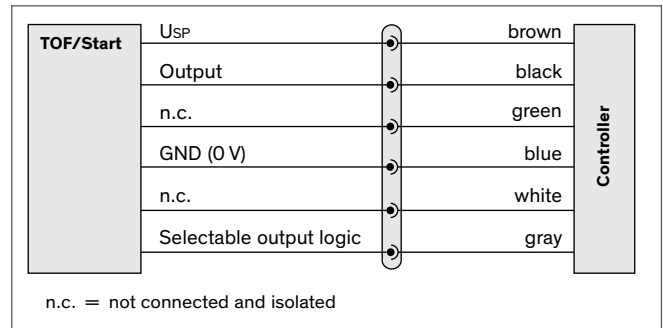 TOF/Start
USP brown
Output black
n.c. green
GND (0 V) blue
n.c. white
Selectable output logic gray
Controller
n.c. = not connected and isolated